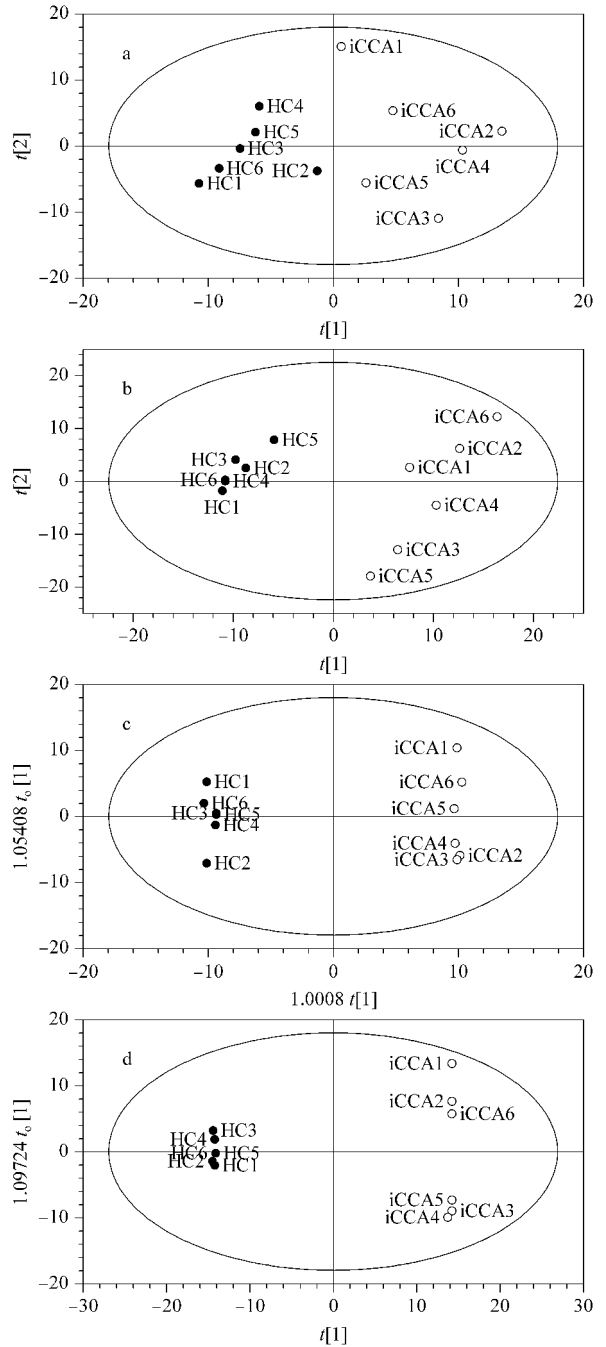 20
a
iCCA1
10
HC4
iCCA6
HC5
iCCA2
t[2]
0
HC3
HC6
HC2
iCCA4
HC1
iCCA5
−10
iCCA3
−20
−20 −10 0 10 20
t[1]
20
b
iCCA6
10
HC5
iCCA2
HC3
HC2
iCCA1
t[2]
0
HC6 HC4
HC1
iCCA4
−10
iCCA3
iCCA5
−20
−20 −10 0 10 20
t[1]
20
c
10
iCCA1
HC1
iCCA6
HC6
HC3 HC5
iCCA5
1.05408 to [1]
0
HC4
iCCA4
iCCA3 iCCA2
HC2
−10
−20
−20 −10 0 10 20
1.0008 t[1]
20
d
iCCA1
10
iCCA2
HC3
iCCA6
HC4
1.09724 to [1]
0
HC6 HC5
HC2 HC1
iCCA5
iCCA3
iCCA4
−10
−20
−30 −20 −10 0 10 20 30
t[1]